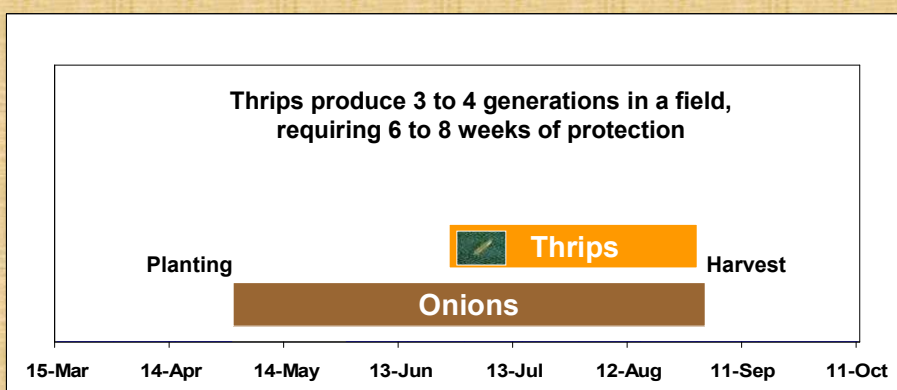 Thrips produce 3 to 4 generations in a field,
requiring 6 to 8 weeks of protection
Thrips
Planting
Harvest
Onions
15-Mar
14-Apr
14-May
13-Jun
13-Jul
12-Aug
11-Sep
11-Oct